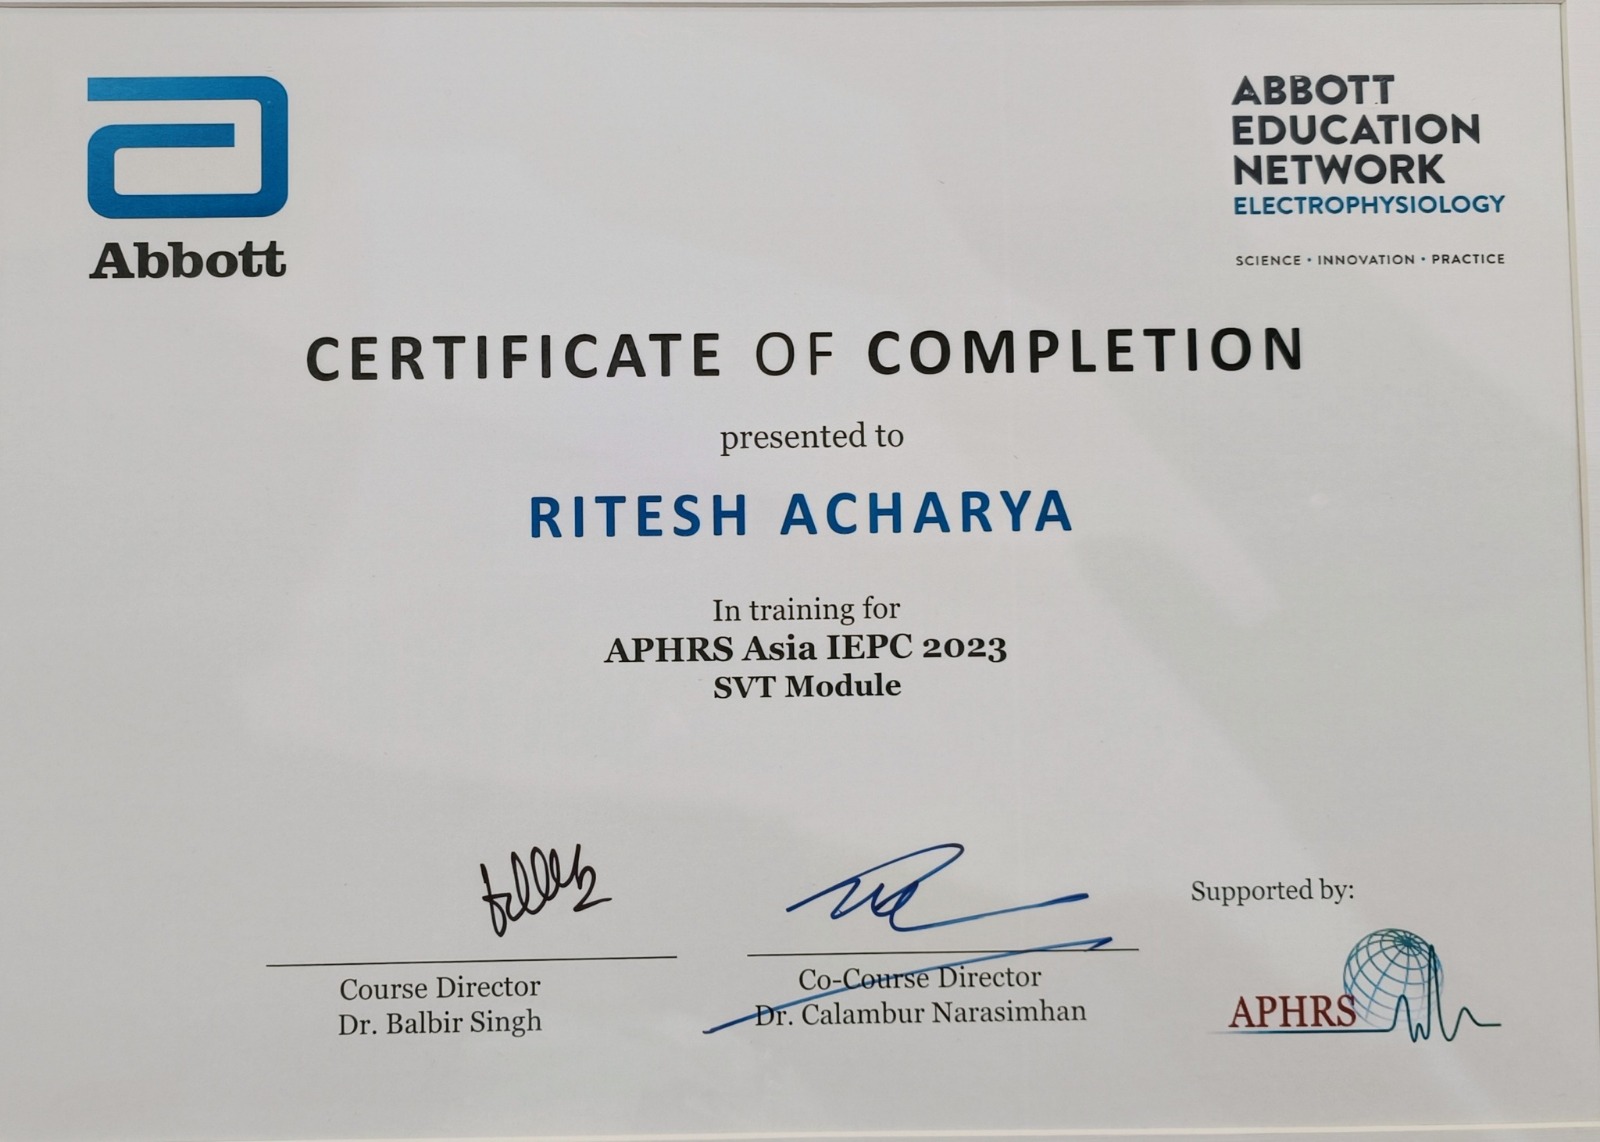 Abbott
ABBOTT
EDUCATION
NETWORK
ELECTROPHYSIOLOGY
SCIENCE • INNOVATION • PRACTICE
CERTIFICATE OF COMPLETION
presented to
RITESH ACHARYA
In training for
APHRS Asia IEPC 2023
SVT Module
Course Director
Dr. Balbir Singh
Co-Course Director
Dr. Calambur Narasimhan
Supported by:
APHRS